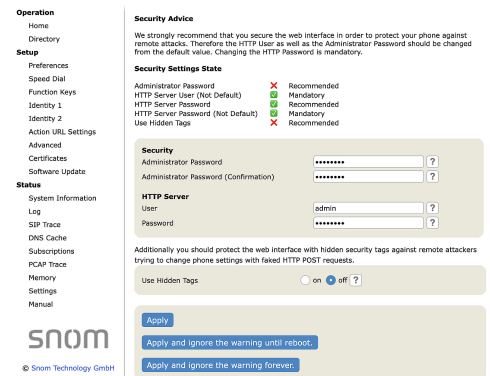 Operation
Home
Directory
Setup
Preferences
Speed Dial
Function Keys
Identity 1
Identity 2
Action URL Settings
Advanced
Certificates
Software Update
Status
System Information
Log
SIP Trace
DNS Cache
Subscriptions
PCAP Trace
Memory
Settings
Manual
snom
© Snom Technology GmbH
Security Advice
We strongly recommend that you secure the web interface in order to protect your phone against
remote attacks. Therefore the HTTP User as well as the Administrator Password should be changed
from the default value. Changing the HTTP Password is mandatory.
Security Settings State
Administrator Password Recommended
HTTP Server User (Not Default) Mandatory
HTTP Server Password Recommended
HTTP Server Password (Not Default) Mandatory
Use Hidden Tags Recommended
Security
Administrator Password •••••••• ?
Administrator Password (Confirmation) •••••••• ?
HTTP Server
User admin ?
Password •••••••• ?
Additionally you should protect the web interface with hidden security tags against remote attackers
trying to change phone settings with faked HTTP POST requests.
Use Hidden Tags on off ?
Apply
Apply and ignore the warning until reboot.
Apply and ignore the warning forever.